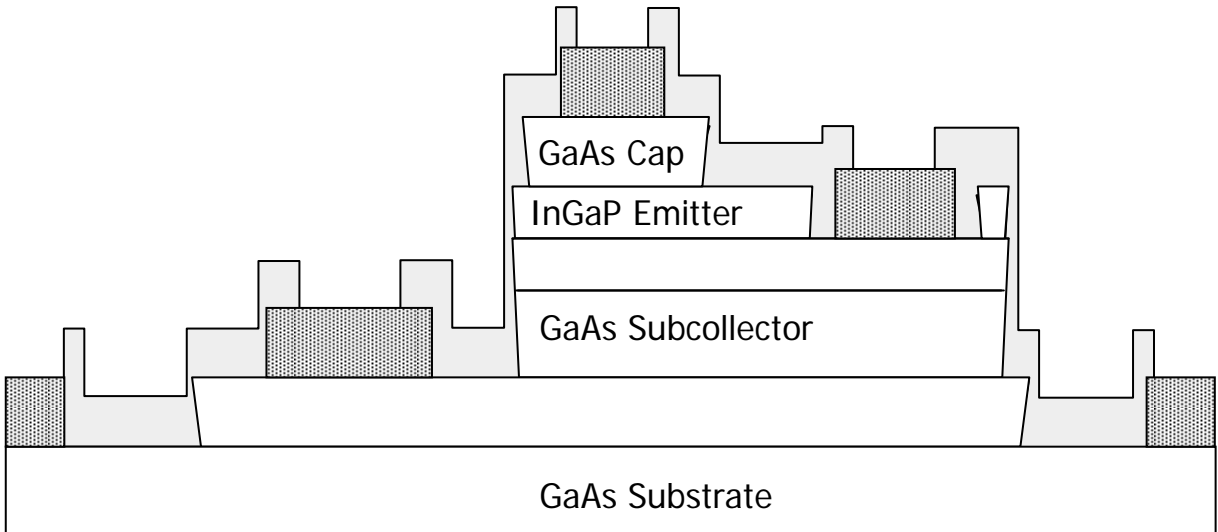 GaAs Cap
InGaP Emitter
GaAs Subcollector
GaAs Substrate